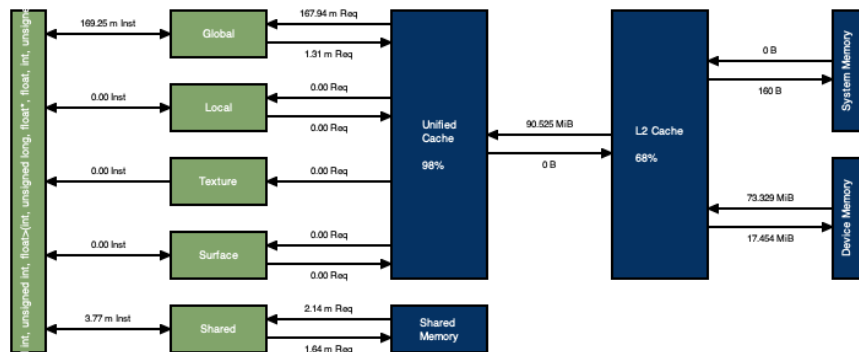 int, unsigned int, float>(int, unsigned long, float*, float, int,
169.25 m Inst
Global
167.94 m Req
1.31 m Req
0.00 Inst
Local
0.00 Req
0.00 Req
0.00 Inst
Texture
0.00 Req
0.00 Inst
Surface
0.00 Req
0.00 Req
3.77 m Inst
Shared
2.14 m Req
1.64 m Req
Unified
Cache
98%
Shared
Memory
90.525 MiB
0 B
L2 Cache
68%
0 B
160 B
System Memory
73.329 MiB
17.454 MiB
Device Memory